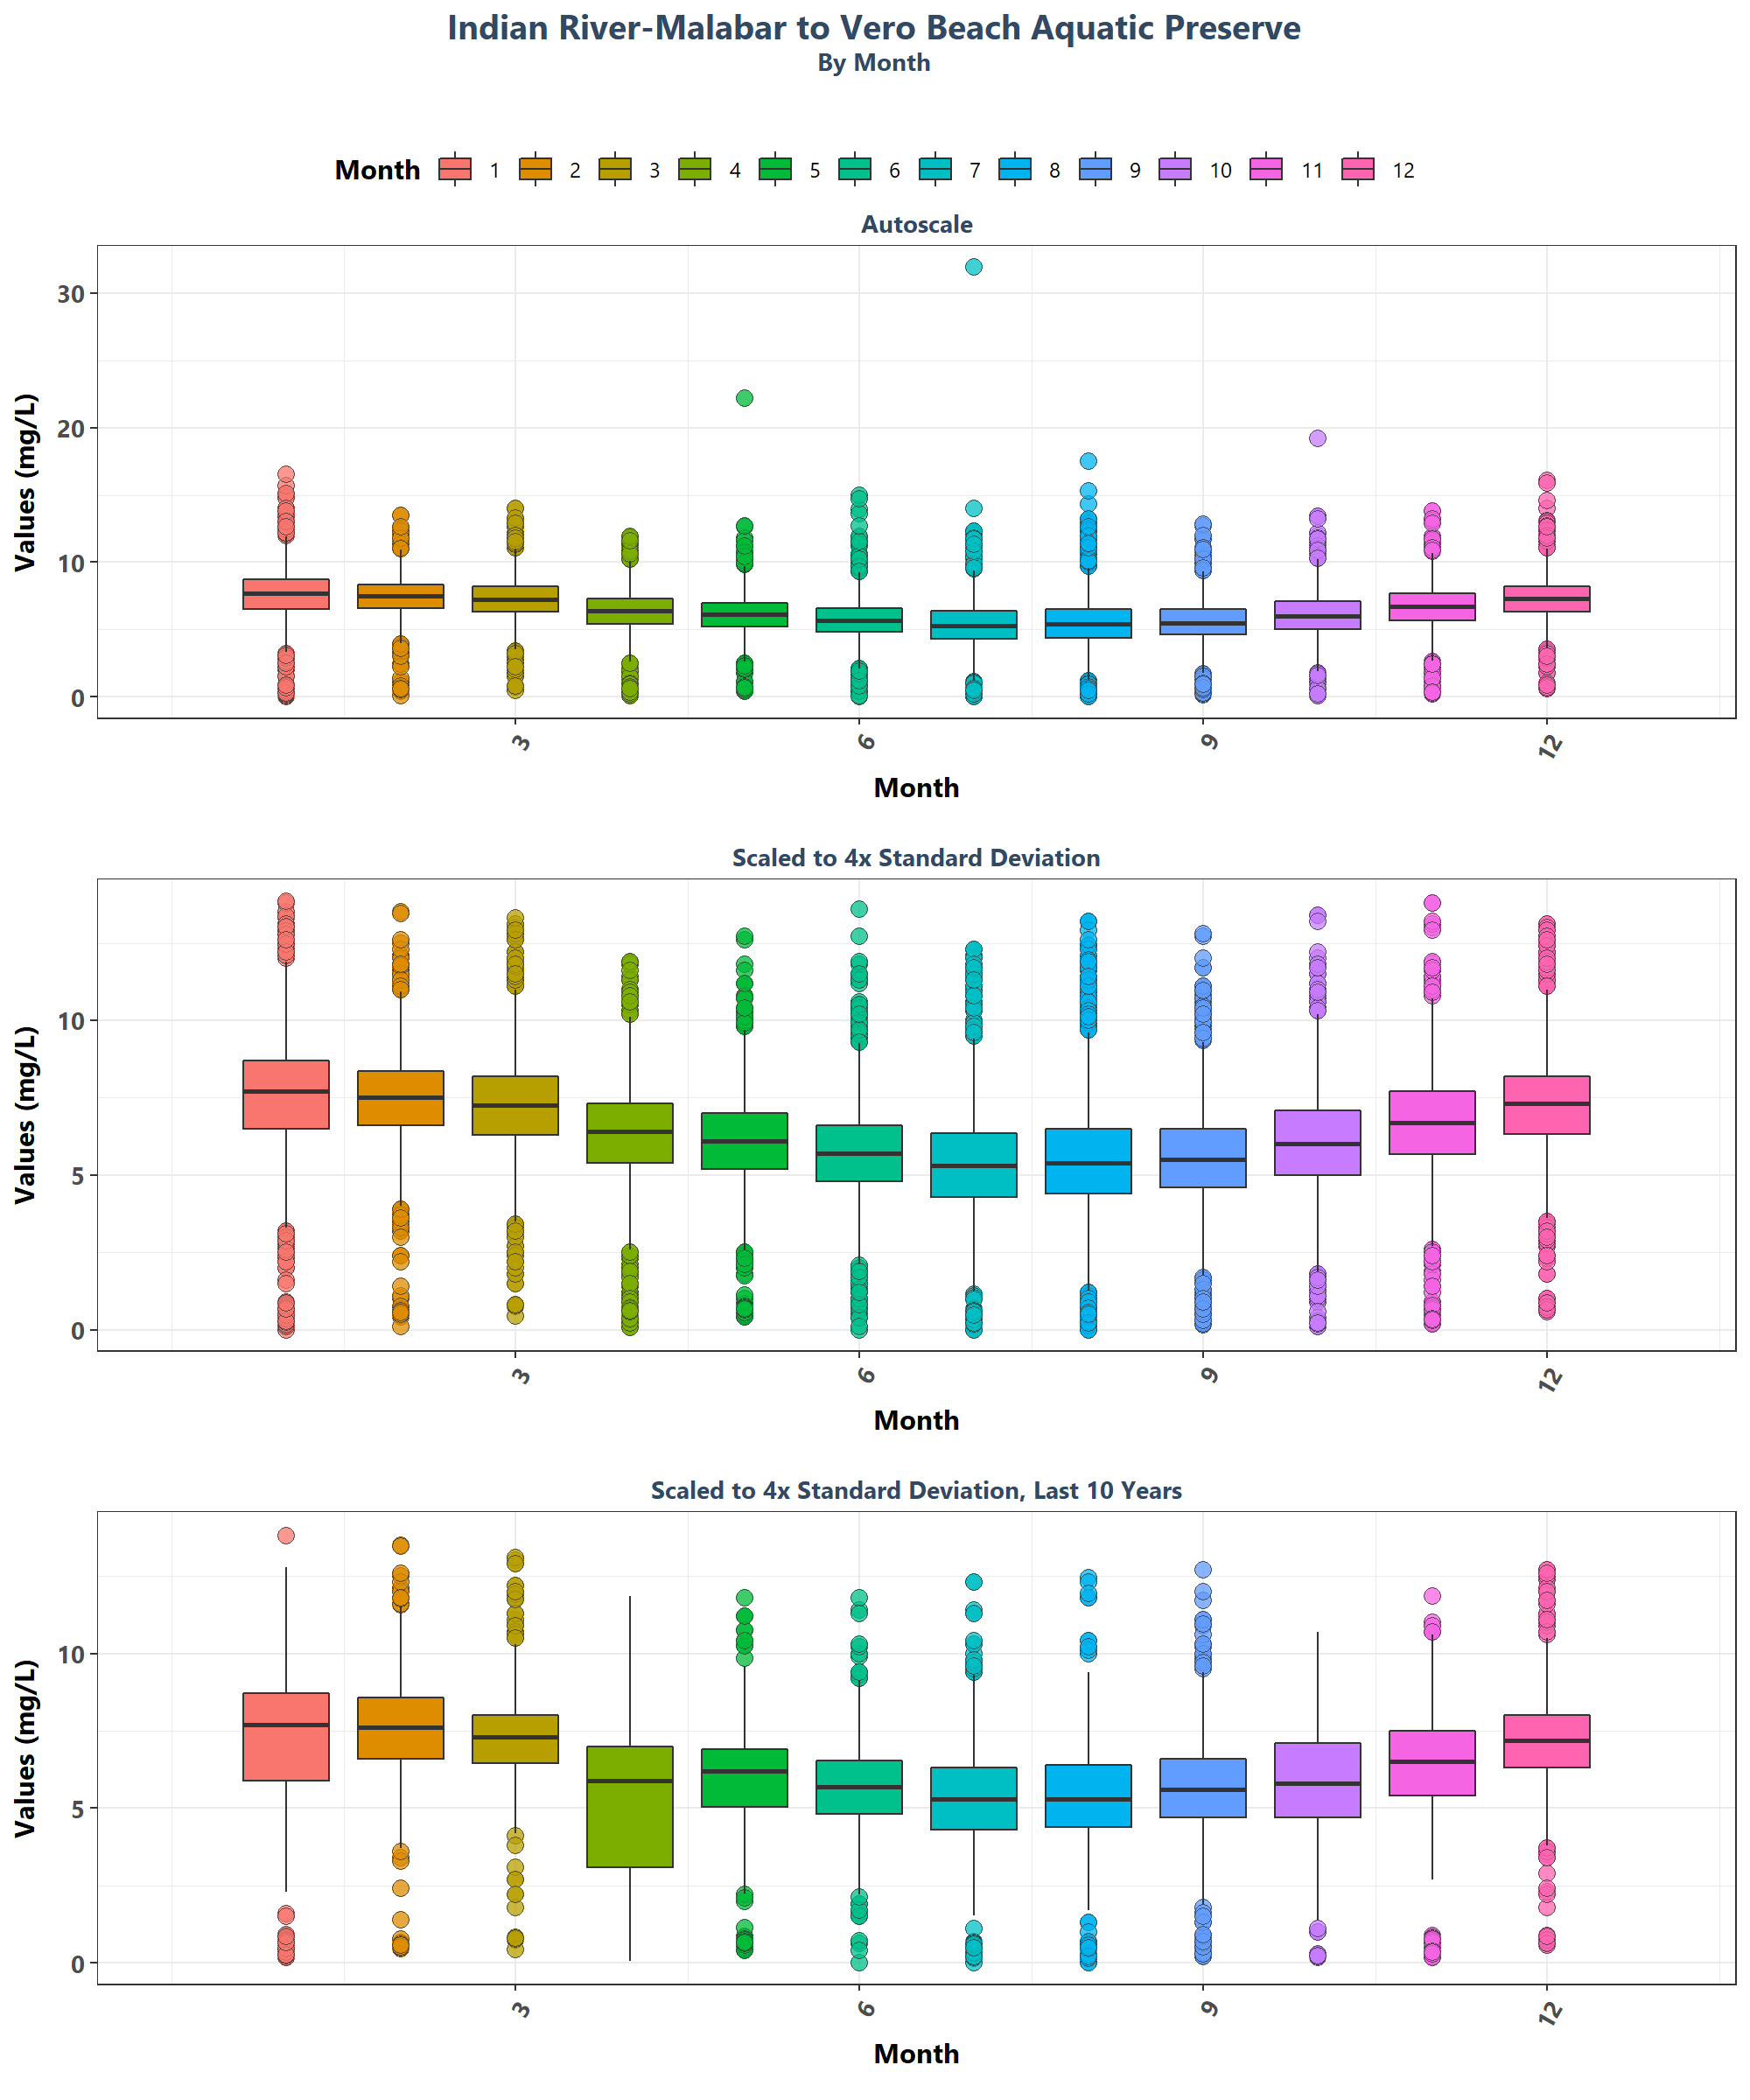 Indian River-Malabar to Vero Beach Aquatic Preserve
By Month
Month 1 2 3 4 5 6 7 8 9 10 11 12
Autoscale
Values (mg/L)
30
20
10
0
3 6 9 12
Month
Scaled to 4x Standard Deviation
Values (mg/L)
10
5
0
3 6 9 12
Month
Scaled to 4x Standard Deviation, Last 10 Years
Values (mg/L)
10
5
0
3 6 9 12
Month